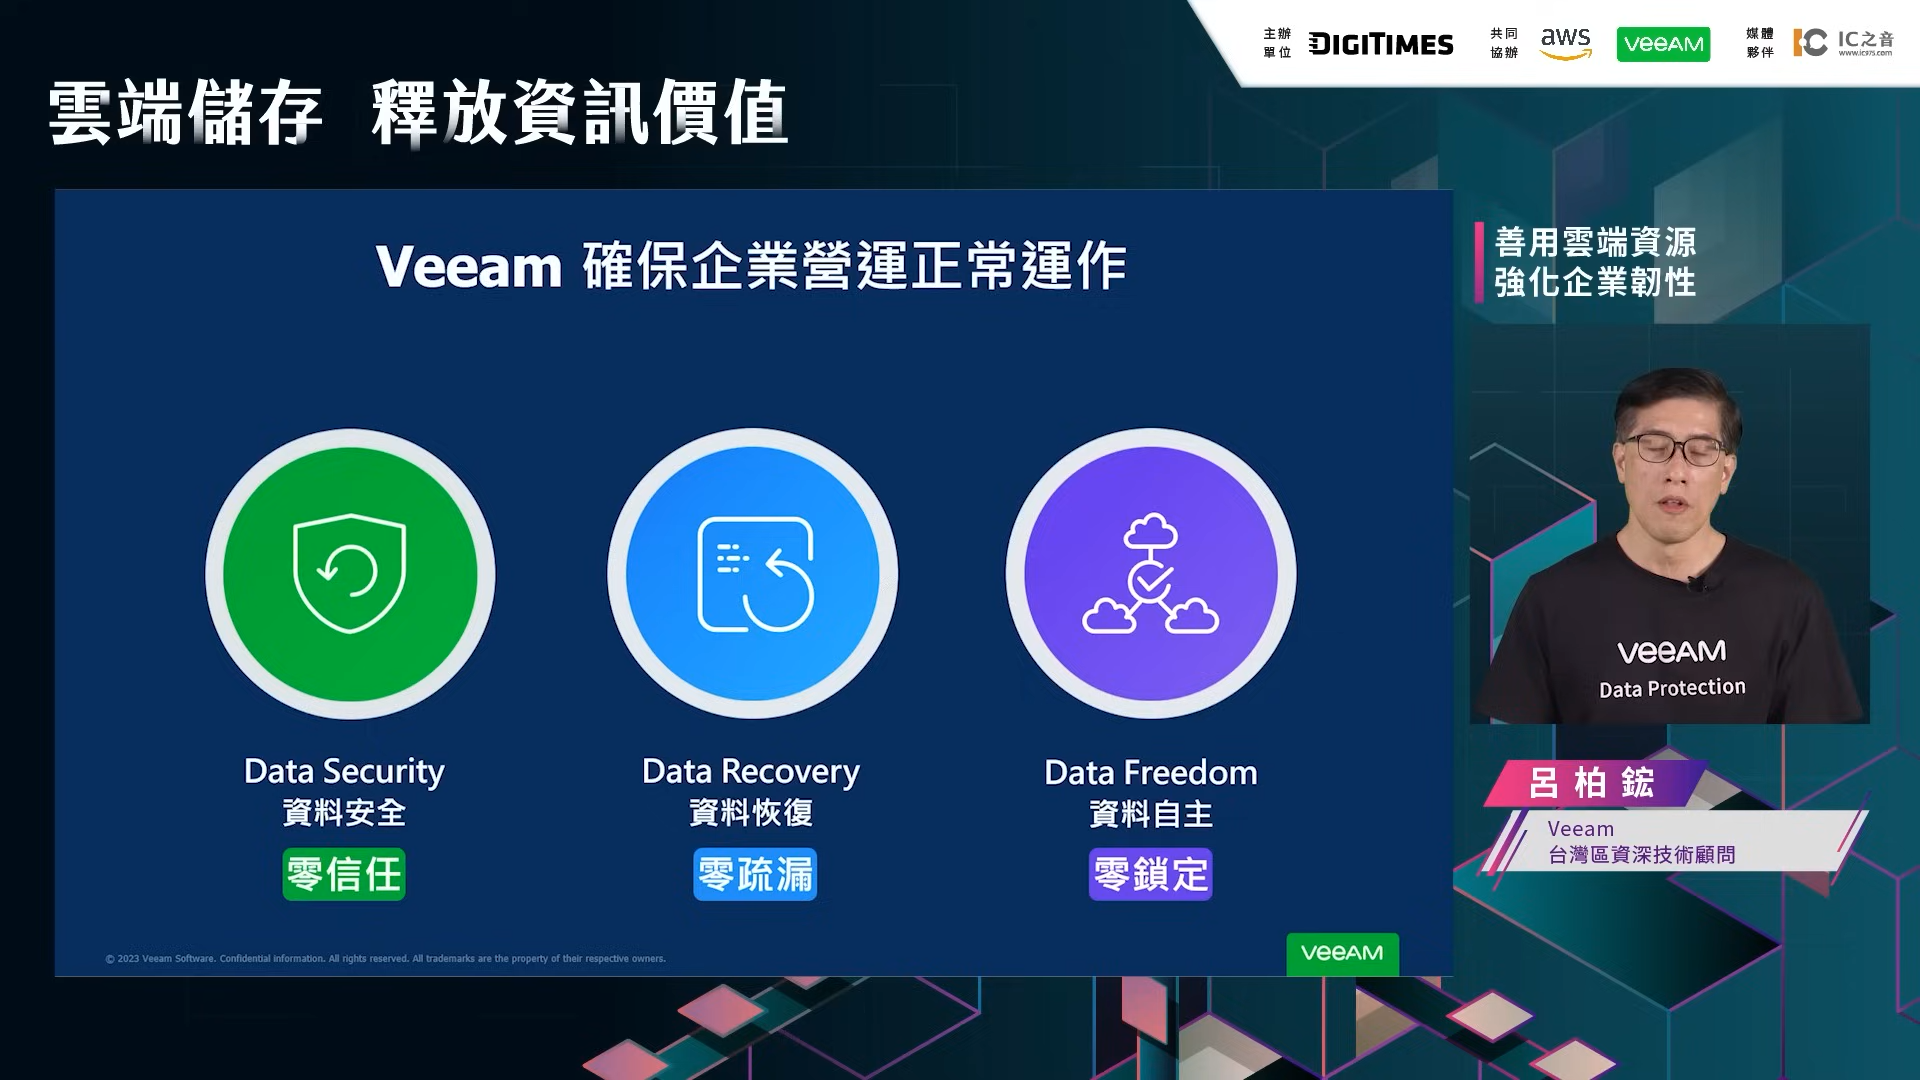 主辦
單位
DIGITIMES
共同
協辦
aws
veeAM
媒體
夥伴
IC之音
www.ic975.com
雲端儲存 釋放資訊價值
Veeam 確保企業營運正常運作
Data Security
資料安全
零信任
Data Recovery
資料恢復
零疏漏
Data Freedom
資料自主
零鎖定
© 2023 Veeam Software. Confidential information. All rights reserved. All trademarks are the property of their respective owners.
veeAM
善用雲端資源
強化企業韌性
veeAM
Data Protection
呂柏鋐
Veeam
台灣區資深技術顧問